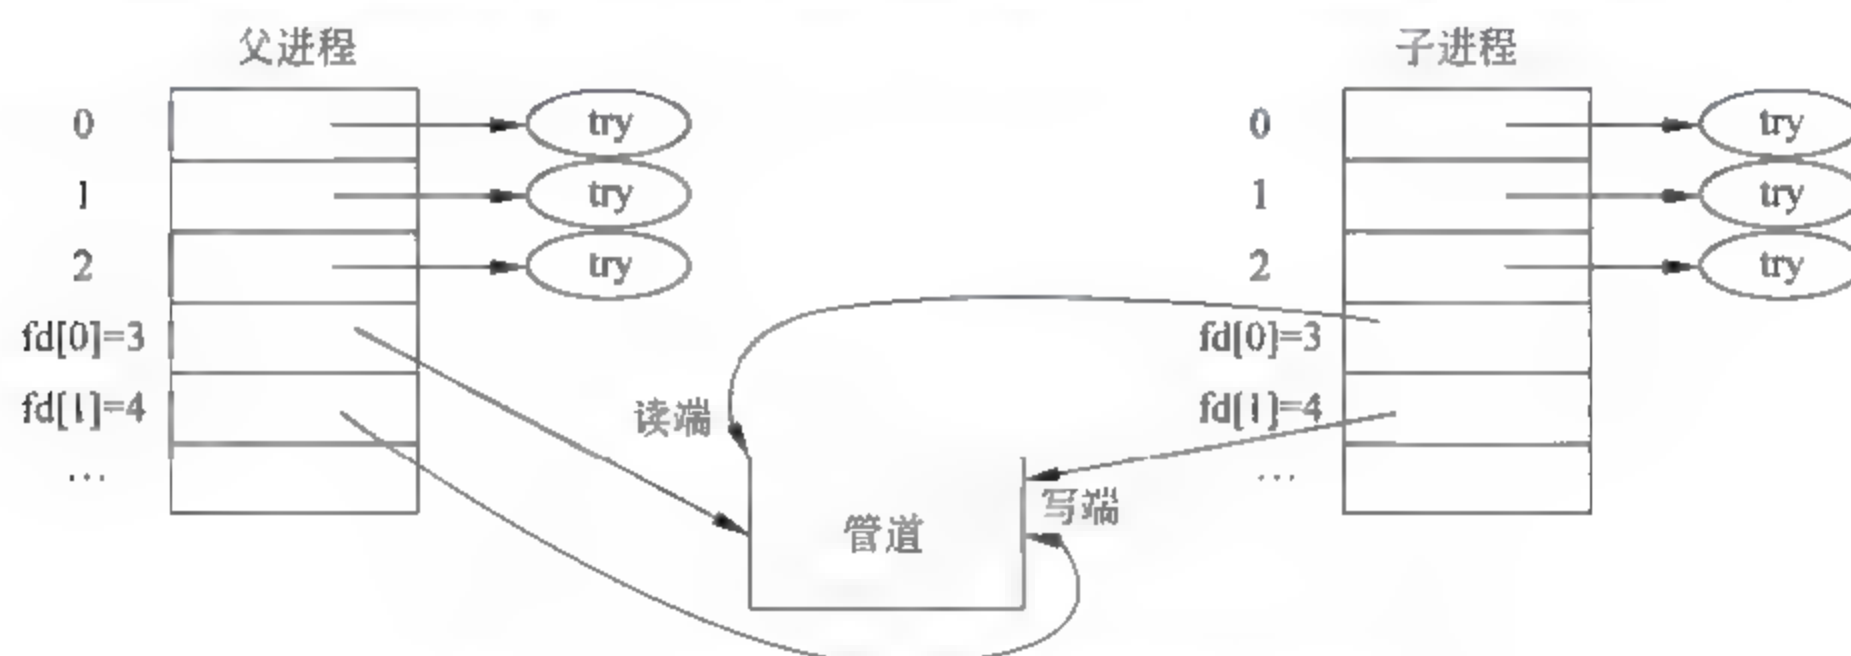 父进程
子进程
0 try
1 try
2 try
fd[0]=3
fd[1]=4
…
读端
管道
写端
0 try
1 try
2 try
fd[0]=3
fd[1]=4
…